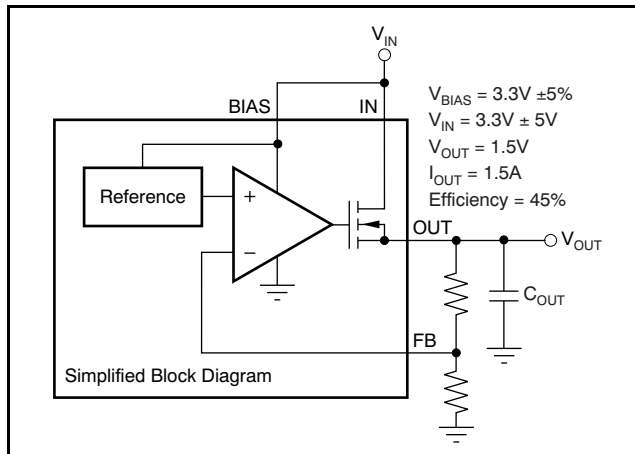 V_IN
BIAS
IN
V_BIAS = 3.3V ±5%
V_IN = 3.3V ± 5V
V_OUT = 1.5V
I_OUT = 1.5A
Efficiency = 45%
Reference
+
−
OUT
V_OUT
C_OUT
FB
Simplified Block Diagram